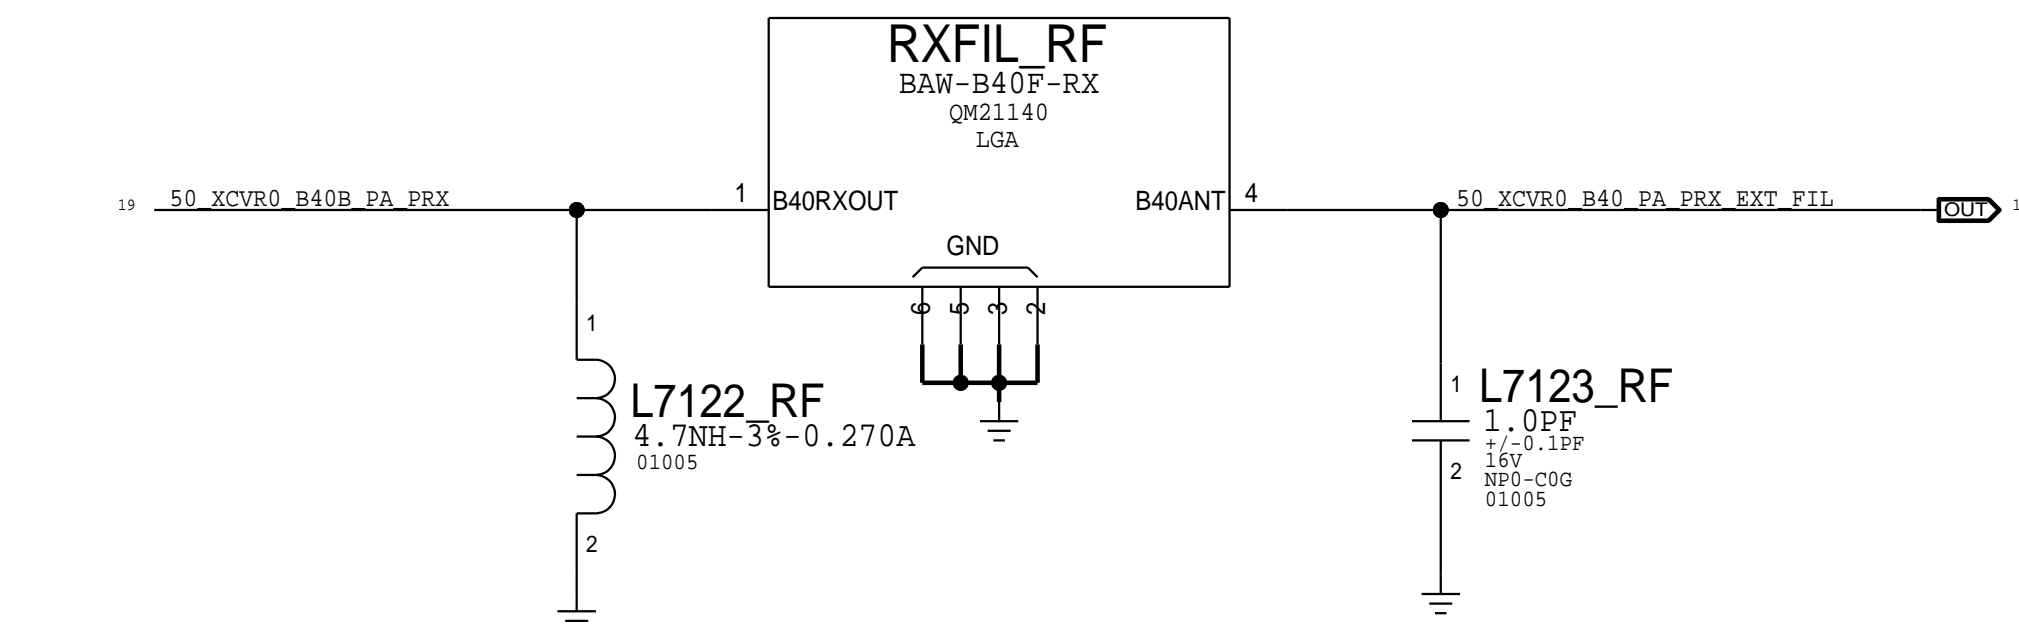 RXFIL_RF
BAW-B40F-RX
QM21140
LGA
19 50_XCVR0_B40B_PA_PRX
1 B40RXOUT
B40ANT 4
50_XCVR0_B40_PA_PRX_EXT_FIL
OUT
GND
6 5 3 2
1
L7122_RF
4.7NH-3%-0.270A
01005
2
1 L7123_RF
1.0PF
+/-0.1PF
16V
2
NP0-C0G
01005